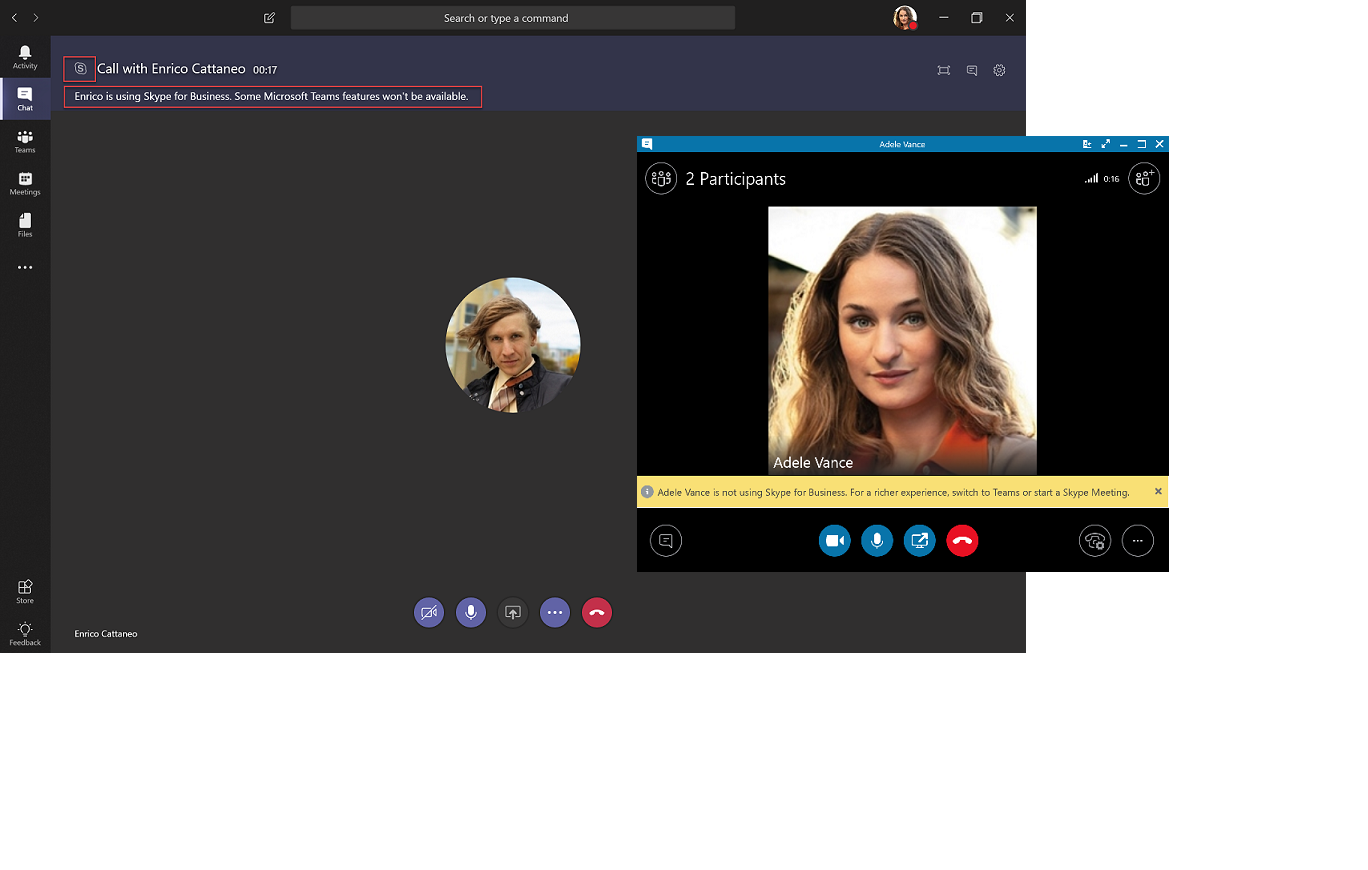 Search or type a command
Activity
Chat
Teams
Meetings
Files
Store
Feedback
Call with Enrico Cattaneo 00:17
Enrico is using Skype for Business. Some Microsoft Teams features won't be available.
Enrico Cattaneo
Adele Vance
2 Participants
0:16
Adele Vance
Adele Vance is not using Skype for Business. For a richer experience, switch to Teams or start a Skype Meeting.